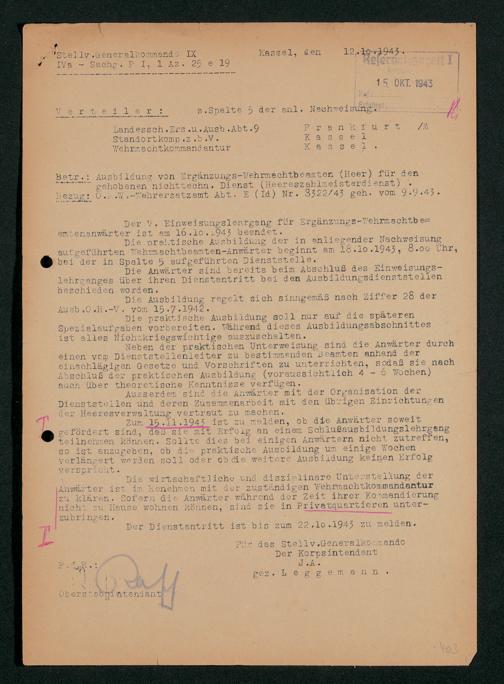 Stellv.Generalkommando IX
IVa - Sachg. P I, 1 Az. 25 e 19
Kassel, den 12.10.1943.
15. OKT. 1943
Verteiler: s.Spalte 5 der anl. Nachweisung.
Landessch.Ers.u.Ausb.Abt.9 Frankfurt /M
Standortkomp.z.b.V. Kassel
Wehrmachtkommandantur Kassel.
Betr.: Ausbildung von Ergänzungs-Wehrmachtbeamten (Heer) für den
gehobenen nichttechn. Dienst (Heereszahlmeisterdienst).
Bezug: O.K.W.-Wehrersatzamt Abt. E (Id) Nr. 8322/43 geh. vom 9.9.43.
Der 9. Einweisungslehrgang für Ergänzungs-Wehrmachtbe=
amtenanwärter ist am 16.10.1943 beendet.
Die praktische Ausbildung der in anliegender Nachweisung
aufgeführten Wehrmachtbeamten-Anwärter beginnt am 18.10.1943, 8.00 Uhr,
bei der in Spalte 5 aufgeführten Dienststelle.
Die Anwärter sind bereits beim Abschluß des Einweisungs-
lehrganges über ihren Dienstantritt bei den Ausbildungsdienststellen
beschieden worden.
Die Ausbildung regelt sich sinngemäß nach Ziffer 28 der
Ausb.O.H.-V. vom 15.7.1942.
Die praktische Ausbildung soll nur auf die späteren
Spezialaufgaben vorbereiten. Während dieses Ausbildungsabschnittes
ist alles Nichtkriegswichtige auszuschalten.
Neben der praktischen Unterweisung sind die Anwärter durch
einen vom Dienststellenleiter zu bestimmenden Beamten anhand der
einschlägigen Gesetze und Vorschriften zu unterrichten, sodaß sie nach
Abschluß der praktischen Ausbildung (voraussichtlich 4 - 6 Wochen)
auch über theoretische Kenntnisse verfügen.
Ausserdem sind die Anwärter mit der Organisation der
Dienststellen und deren Zusammenarbeit mit den übrigen Einrichtungen
der Heeresverwaltung vertraut zu machen.
Zum 15.11.1943 ist zu melden, ob die Anwärter soweit
gefördert sind, daß sie mit Erfolg an einem Schlußausbildungslehrgang
teilnehmen können. Sollte dies bei einigen Anwärtern nicht zutreffen,
so ist anzugeben, ob die praktische Ausbildung um einige Wochen
verlängert werden soll oder ob die weitere Ausbildung keinen Erfolg
verspricht.
Die wirtschaftliche und disziplinare Unterstellung der
Anwärter ist im Benehmen mit der zuständigen Wehrmachtkommandantur
zu klären. Sofern die Anwärter während der Zeit ihrer Kommandierung
nicht zu Hause wohnen können, sind sie in Privatquartieren unter-
zubringen.
Der Dienstantritt ist bis zum 22.10.1943 zu melden.
Für das Stellv.Generalkommando
Der Korpsintendant
J.A.
gez. Leggemann.
Oberstabsintendant
403